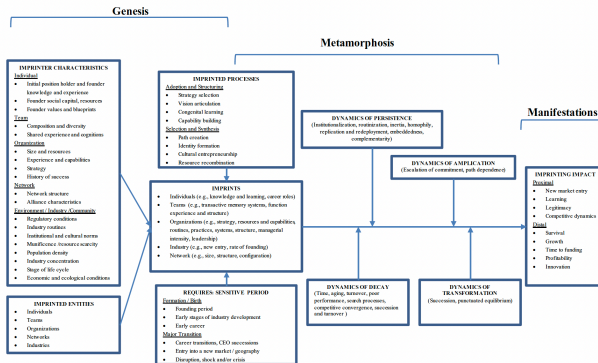 Genesis
Metamorphosis
Manifestations
IMPRINTER CHARACTERISTICS
Individual
• Initial position holder and founder
knowledge and experience
• Founder social capital, resources
• Founder values and blueprints
Team
• Composition and diversity
• Shared experience and cognitions
Organization
• Size and resources
• Experience and capabilities
• Strategy
• History of success
Network
• Network structure
• Alliance characteristics
Environment / Industry /Community
• Regulatory conditions
• Industry routines
• Institutional and cultural norms
• Munificence /resource scarcity
• Population density
• Industry concentration
• Stage of life cycle
• Economic and ecological conditions
IMPRINTED ENTITIES
• Individuals
• Teams
• Organizations
• Networks
• Industries
IMPRINTED PROCESSES
Adoption and Structuring
• Strategy selection
• Vision articulation
• Congenital learning
• Capability building
Selection and Synthesis
• Path creation
• Identity formation
• Cultural entrepreneurship
• Resource recombination
IMPRINTS
• Individuals (e.g., knowledge and learning, career roles)
• Teams (e.g., transactive memory systems, function
experience and structure)
• Organizations (e.g., strategy, resources and capabilities,
routines, practices, systems, structure, managerial
intensity, leadership)
• Industry (e.g., new entry, rate of founding)
• Network (e.g., size, structure, configuration)
REQUIRES: SENSITIVE PERIOD
Formation / Birth
• Founding period
• Early stages of industry development
• Early career
Major Transition
• Career transitions, CEO successions
• Entry into a new market / geography
• Disruption, shock and/or crisis
DYNAMICS OF PERSISTENCE
(Institutionalization, routinization, inertia, homophily,
replication and redeployment, embeddedness,
complementarity)
DYNAMICS OF AMPLICATION
(Escalation of commitment, path dependence)
DYNAMICS OF DECAY
(Time, aging, turnover, poor
performance, search processes,
competitive convergence, succession
and turnover )
DYNAMICS OF
TRANSFORMATION
(Succession, punctuated equilibrium)
IMPRINTING IMPACT
Proximal
• New market entry
• Learning
• Legitimacy
• Competitive dynamics
Distal
• Survival
• Growth
• Time to funding
• Profitability
• Innovation